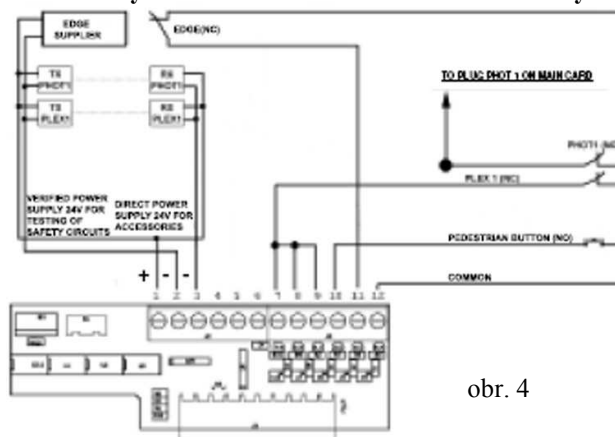 EDGE
SUPPLIER
EDGE(NC)
TX
PHOT1
RX
PHOT1
TX
PLEX1
RX
PLEX1
TO PLUG PHOT 1 ON MAIN CARD
PHOT1 (NC
PLEX 1 (NC)
VERIFIED POWER
SUPPLY 24V FOR
TESTING OF
SAFETY CIRCUITS
DIRECT POWER
SUPPLY 24V FOR
ACCESSORIES
PEDESTRIAN BUTTON (NO)
COMMON
+ - -
1 2 3 4 5 6 7 8 9 10 11 12
obr. 4